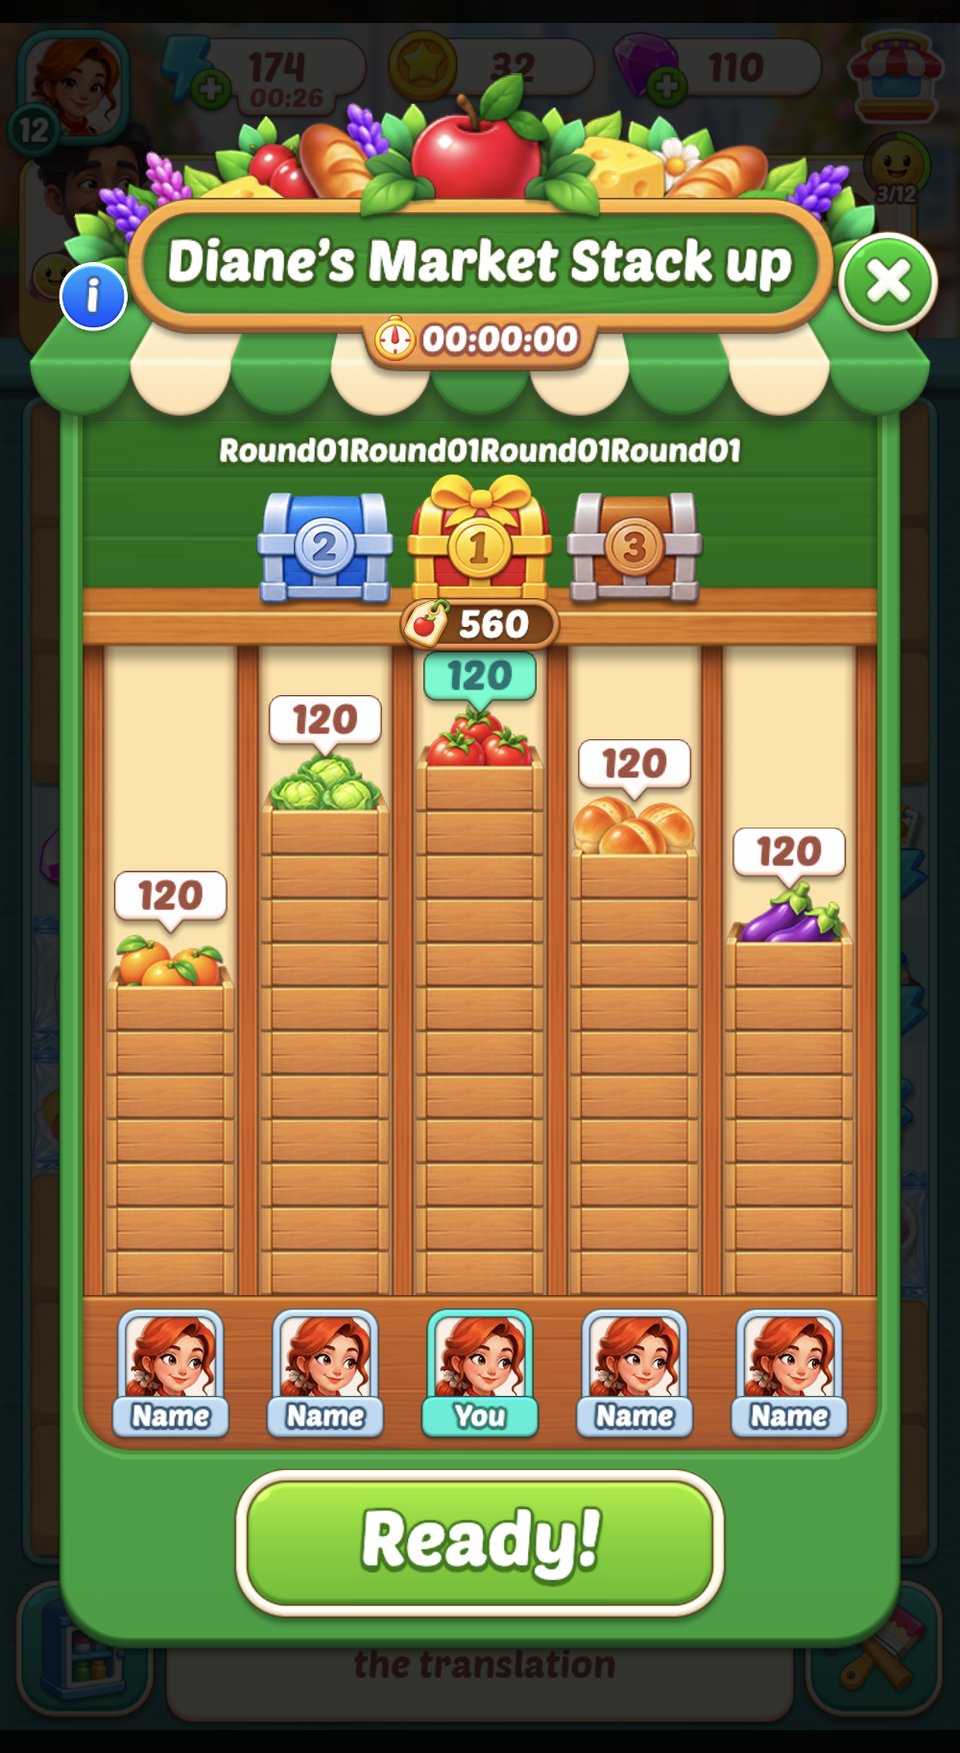 174
00:26
32
110
12
3/12
Diane's Market Stack up
i
00:00:00
Round01Round01Round01Round01
2
1
3
560
120
120
120
120
120
Name
Name
You
Name
Name
Ready!
the translation